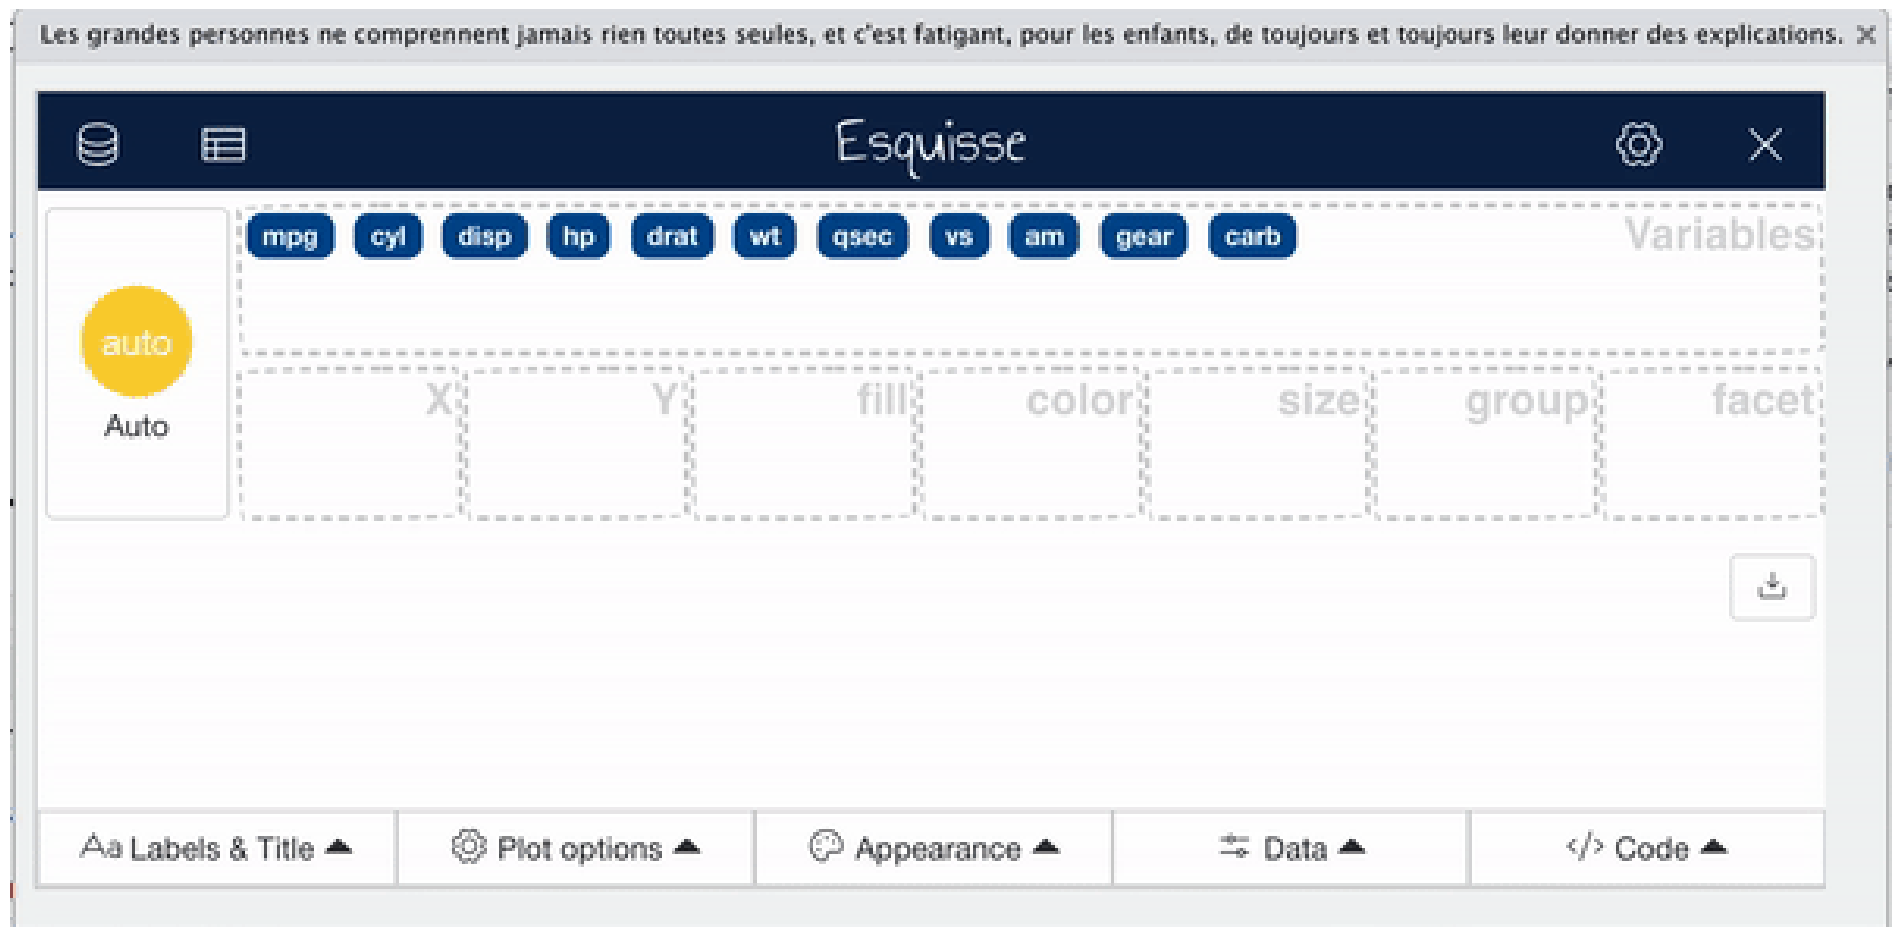 Les grandes personnes ne comprennent jamais rien toutes seules, et c'est fatigant, pour les enfants, de toujours et toujours leur donner des explications.
Esquisse
mpg cyl disp hp drat wt qsec vs am gear carb Variables
auto
Auto
X Y fill color size group facet
Aa Labels & Title Plot options Appearance Data </> Code